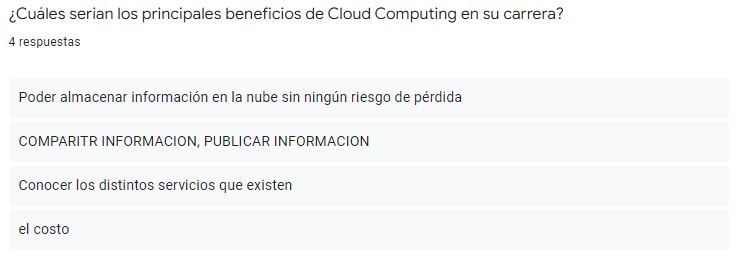 ¿Cuáles serian los principales beneficios de Cloud Computing en su carrera?
4 respuestas
Poder almacenar información en la nube sin ningún riesgo de pérdida
COMPARITR INFORMACION, PUBLICAR INFORMACION
Conocer los distintos servicios que existen
el costo